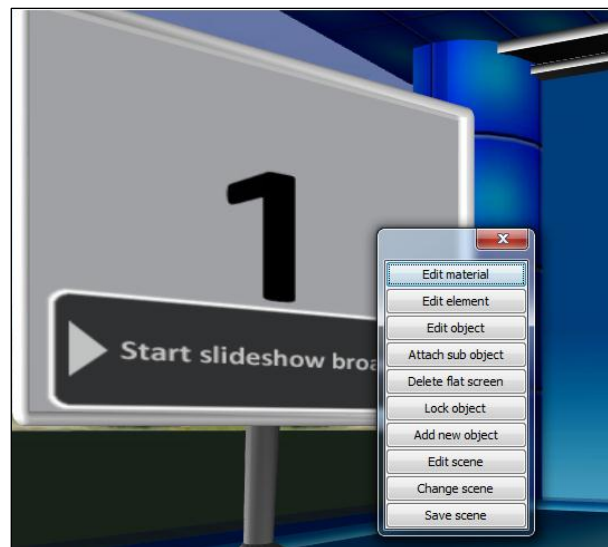 1
Start slideshow
Edit material
Edit element
Edit object
Attach sub object
Delete flat screen
Lock object
Add new object
Edit scene
Change scene
Save scene